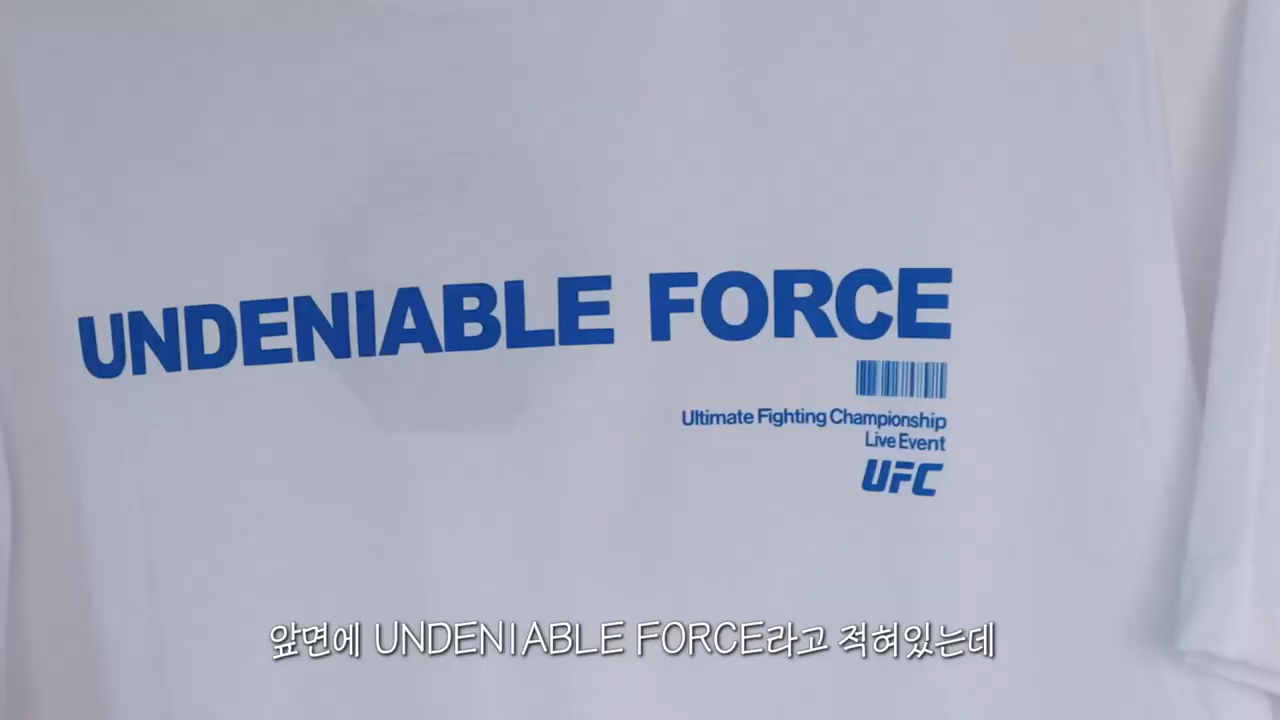 UNDENIABLE FORCE
Ultimate Fighting Championship
Live Event
UFC
앞면에 UNDENIABLE FORCE라고 적혀있는데